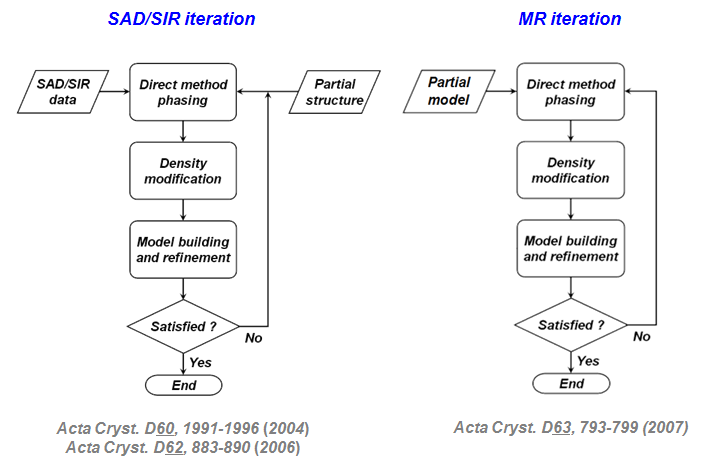 SAD/SIR iteration
SAD/SIR
data
Direct method
phasing
Partial
structure
Density
modification
Model building
and refinement
Satisfied ?
No
Yes
End
Acta Cryst. D60, 1991-1996 (2004)
Acta Cryst. D62, 883-890 (2006)
MR iteration
Partial
model
Direct method
phasing
Density
modification
Model building
and refinement
Satisfied ?
No
Yes
End
Acta Cryst. D63, 793-799 (2007)